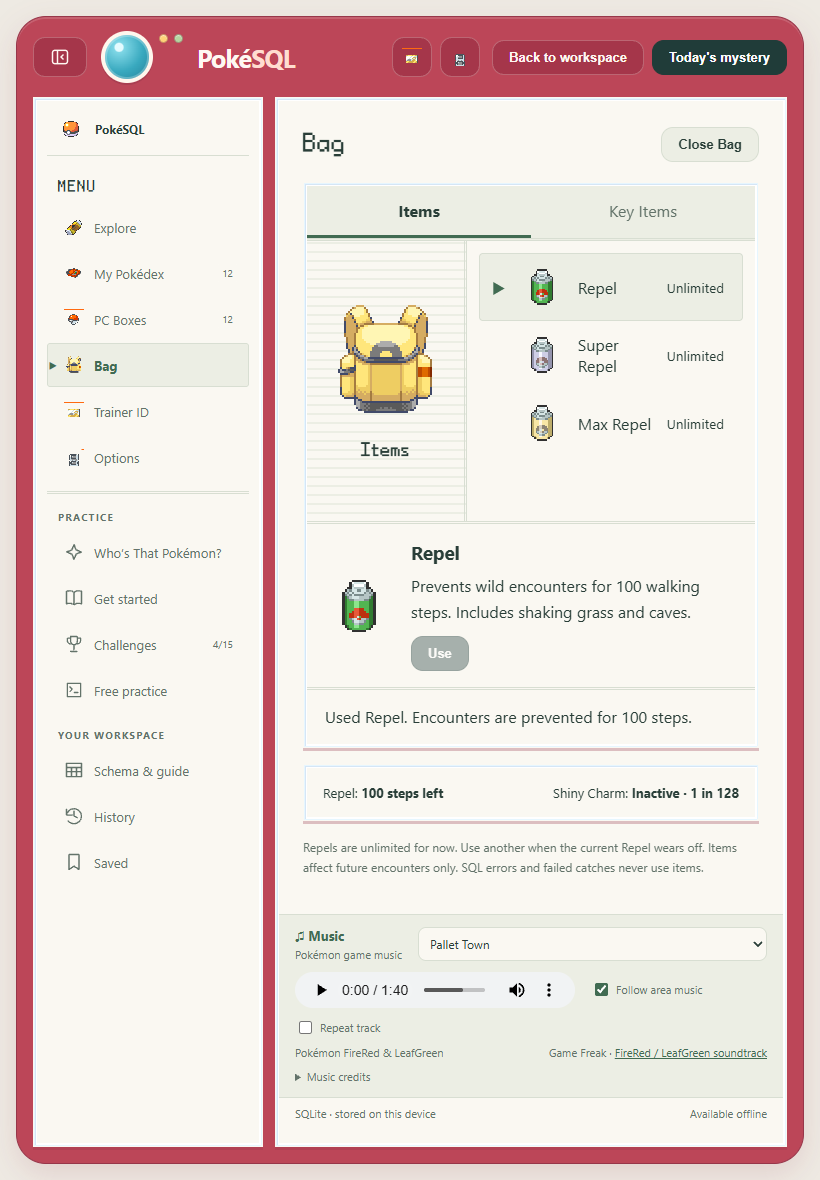 PokéSQL
Back to workspace
Today's mystery
PokéSQL
MENU
Explore
My Pokédex 12
PC Boxes 12
Bag
Trainer ID
Options
PRACTICE
Who's That Pokémon?
Get started
Challenges 4/15
Free practice
YOUR WORKSPACE
Schema & guide
History
Saved
Bag
Close Bag
Items
Key Items
Items
Repel Unlimited
Super
Repel
Unlimited
Max Repel Unlimited
Repel
Prevents wild encounters for 100 walking
steps. Includes shaking grass and caves.
Use
Used Repel. Encounters are prevented for 100 steps.
Repel: 100 steps left
Shiny Charm: Inactive · 1 in 128
Repels are unlimited for now. Use another when the current Repel wears off. Items
affect future encounters only. SQL errors and failed catches never use items.
♫ Music
Pokémon game music
Pallet Town
0:00 / 1:40
Follow area music
Repeat track
Pokémon FireRed & LeafGreen
Game Freak · FireRed / LeafGreen soundtrack
Music credits
SQLite · stored on this device
Available offline